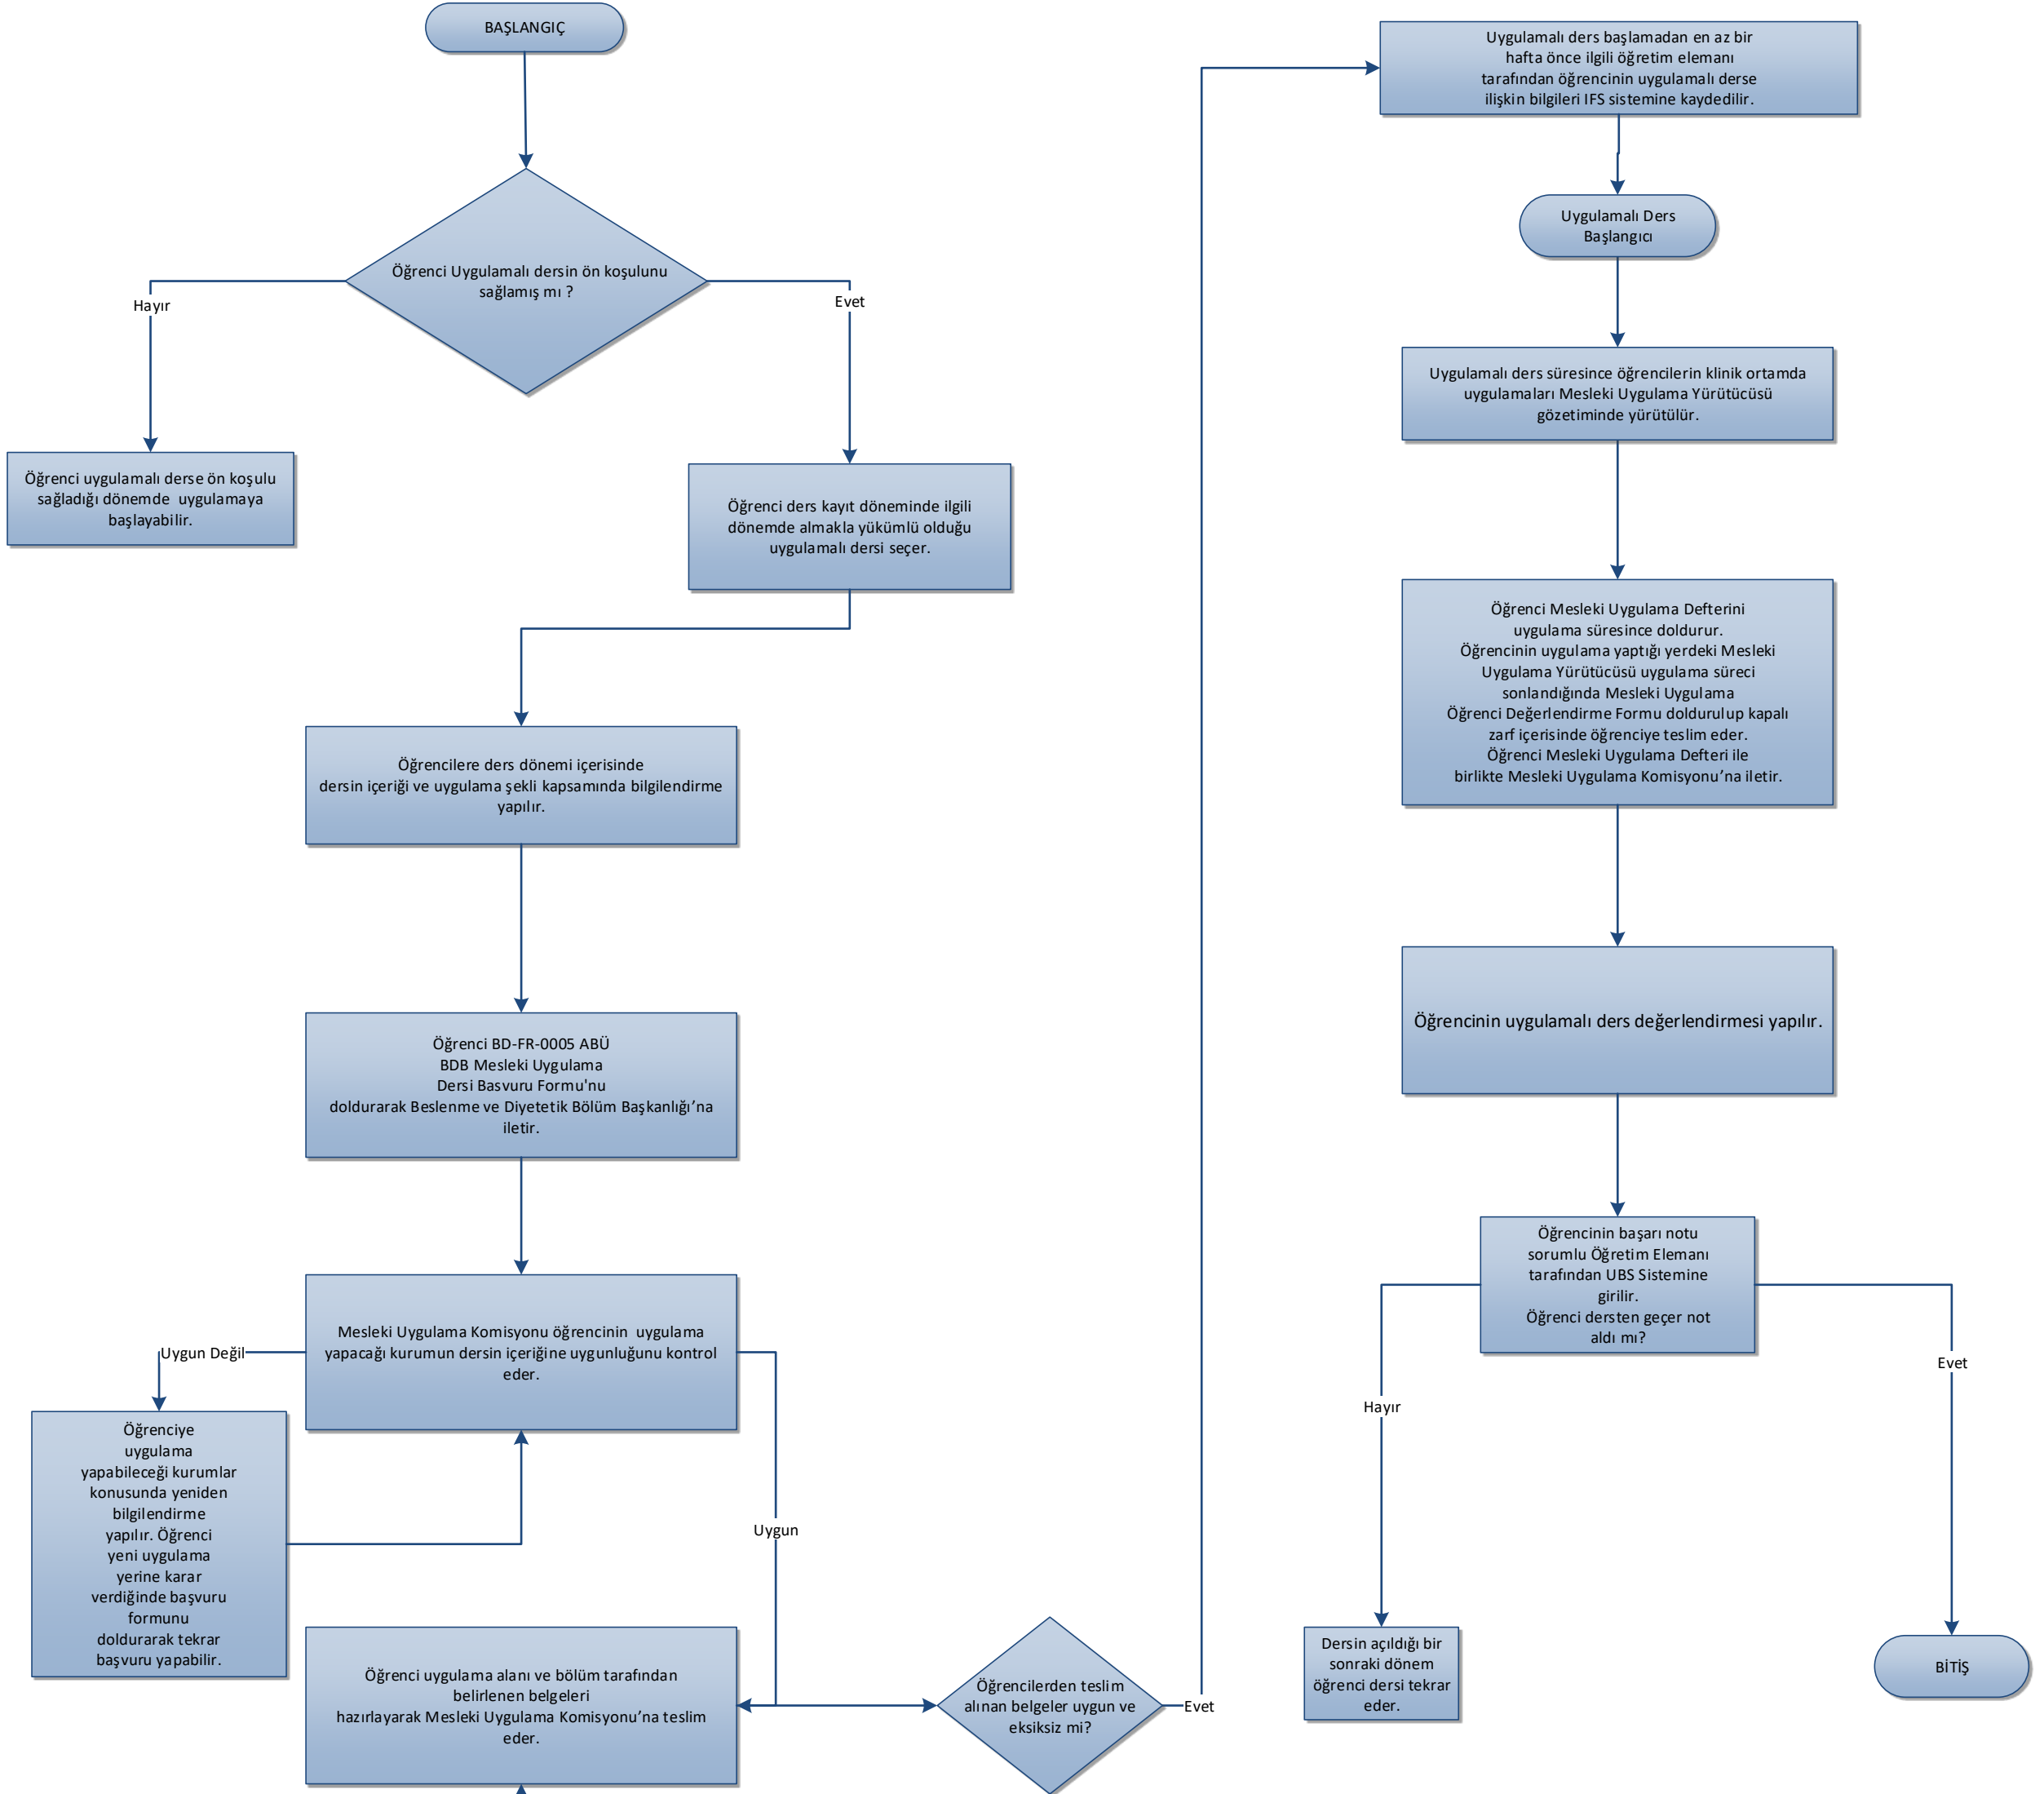 BAŞLANGIÇ
Öğrenci Uygulamalı dersin ön koşulunu
sağlamış mı ?
Hayır
Evet
Öğrenci uygulamalı derse ön koşulu
sağladığı dönemde uygulamaya
başlayabilir.
Öğrenci ders kayıt döneminde ilgili
dönemde almakla yükümlü olduğu
uygulamalı dersi seçer.
Öğrencilere ders dönemi içerisinde
dersin içeriği ve uygulama şekli kapsamında bilgilendirme
yapılır.
Öğrenci BD-FR-0005 ABÜ
BDB Mesleki Uygulama
Dersi Basvuru Formu'nu
doldurarak Beslenme ve Diyetetik Bölüm Başkanlığı’na
iletir.
Mesleki Uygulama Komisyonu öğrencinin uygulama
yapacağı kurumun dersin içeriğine uygunluğunu kontrol
eder.
Uygun Değil
Öğrenciye
uygulama
yapabileceği kurumlar
konusunda yeniden
bilgilendirme
yapılır. Öğrenci
yeni uygulama
yerine karar
verdiğinde başvuru
formunu
doldurarak tekrar
başvuru yapabilir.
Uygun
Öğrenci uygulama alanı ve bölüm tarafından
belirlenen belgeleri
hazırlayarak Mesleki Uygulama Komisyonu’na teslim
eder.
Öğrencilerden teslim
alınan belgeler uygun ve
eksiksiz mi?
Evet
Uygulamalı ders başlamadan en az bir
hafta önce ilgili öğretim elemanı
tarafından öğrencinin uygulamalı derse
ilişkin bilgileri IFS sistemine kaydedilir.
Uygulamalı Ders
Başlangıcı
Uygulamalı ders süresince öğrencilerin klinik ortamda
uygulamaları Mesleki Uygulama Yürütücüsü
gözetiminde yürütülür.
Öğrenci Mesleki Uygulama Defterini
uygulama süresince doldurur.
Öğrencinin uygulama yaptığı yerdeki Mesleki
Uygulama Yürütücüsü uygulama süreci
sonlandığında Mesleki Uygulama
Öğrenci Değerlendirme Formu doldurulup kapalı
zarf içerisinde öğrenciye teslim eder.
Öğrenci Mesleki Uygulama Defteri ile
birlikte Mesleki Uygulama Komisyonu’na iletir.
Öğrencinin uygulamalı ders değerlendirmesi yapılır.
Öğrencinin başarı notu
sorumlu Öğretim Elemanı
tarafından UBS Sistemine
girilir.
Öğrenci dersten geçer not
aldı mı?
Hayır
Evet
Dersin açıldığı bir
sonraki dönem
öğrenci dersi tekrar
eder.
BİTİŞ